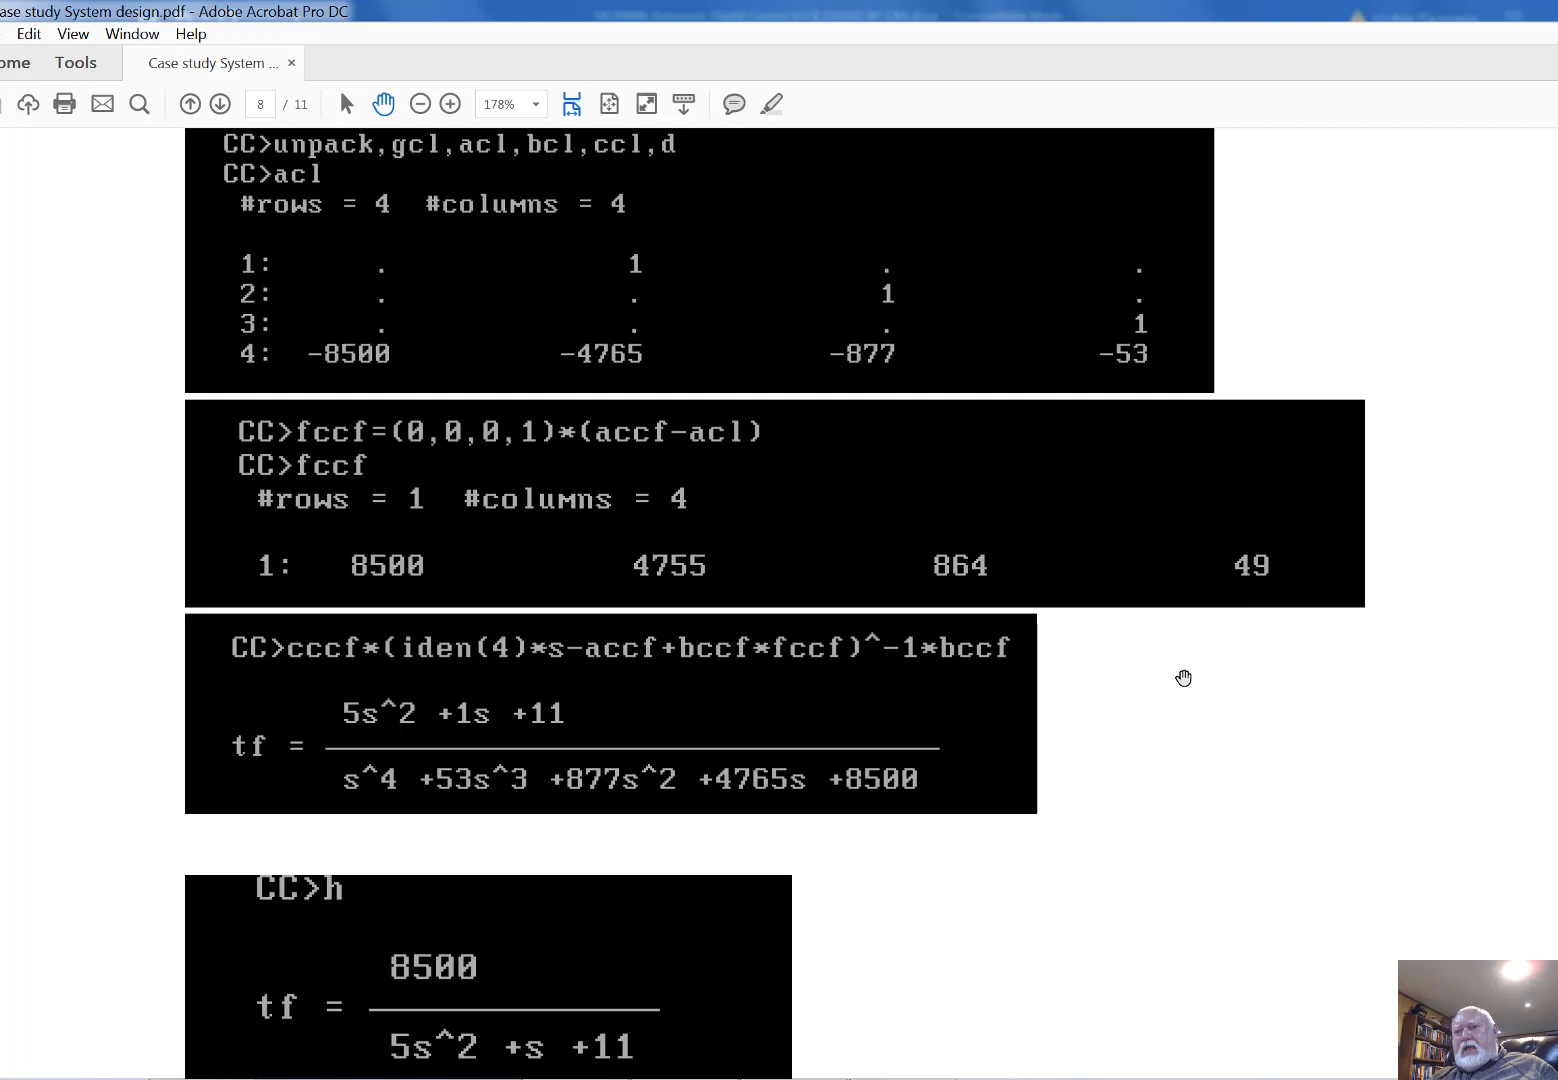 ase study System design.pdf - Adobe Acrobat Pro DC
Edit View Window Help
ome Tools Case study System ... ×
8 / 11 178%
CC>unpack,gcl,acl,bcl,ccl,d
CC>acl
#rows = 4 #columns = 4
1: . 1 . .
2: . . 1 .
3: . . . 1
4: -8500 -4765 -877 -53
CC>fccf=(0,0,0,1)*(accf-acl)
CC>fccf
#rows = 1 #columns = 4
1: 8500 4755 864 49
CC>cccf*(iden(4)*s-accf+bccf*fccf)^-1*bccf
5s^2 +1s +11
tf =
s^4 +53s^3 +877s^2 +4765s +8500
CC>h
8500
tf =
5s^2 +s +11